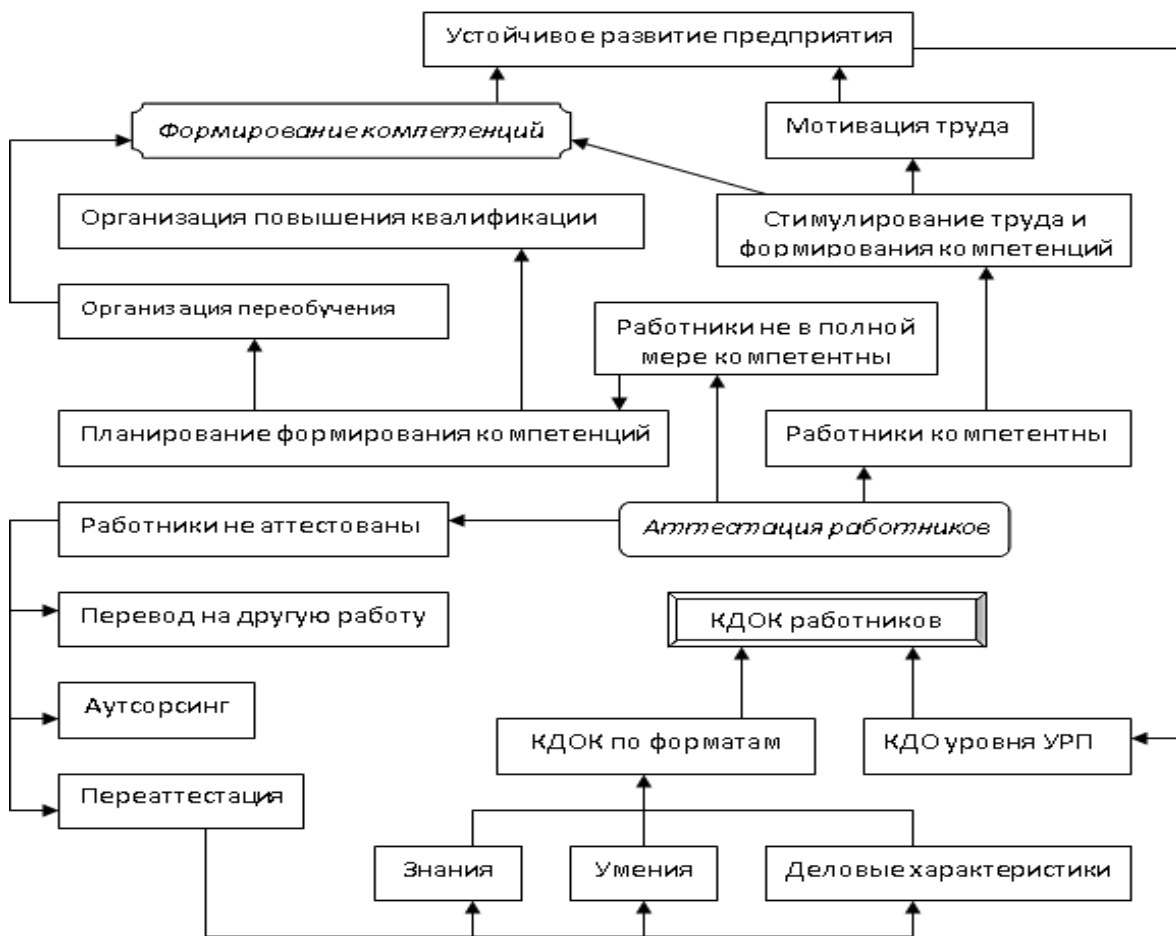 Устойчивое развитие предприятия
Формирование компетенций
Мотивация труда
Организация повышения квалификации
Стимулирование труда и
формирования компетенций
Организация переобучения
Работники не в полной
мере компетентны
Планирование формирования компетенций
Работники компетентны
Работники не аттестованы
Аттестация работников
Перевод на другую работу
КДОК работников
Аутсорсинг
КДОК по форматам
КДО уровня УРП
Переаттестация
Знания
Умения
Деловые характеристики